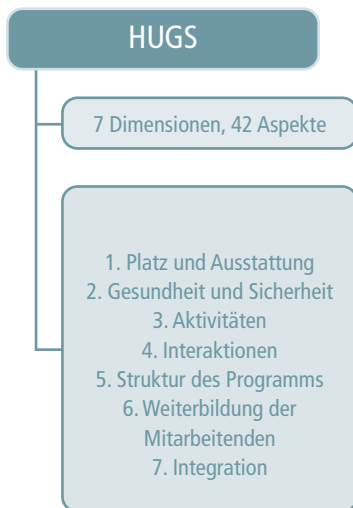 HUGS
7 Dimensionen, 42 Aspekte
1. Platz und Ausstattung
2. Gesundheit und Sicherheit
3. Aktivitäten
4. Interaktionen
5. Struktur des Programms
6. Weiterbildung der
Mitarbeitenden
7. Integration